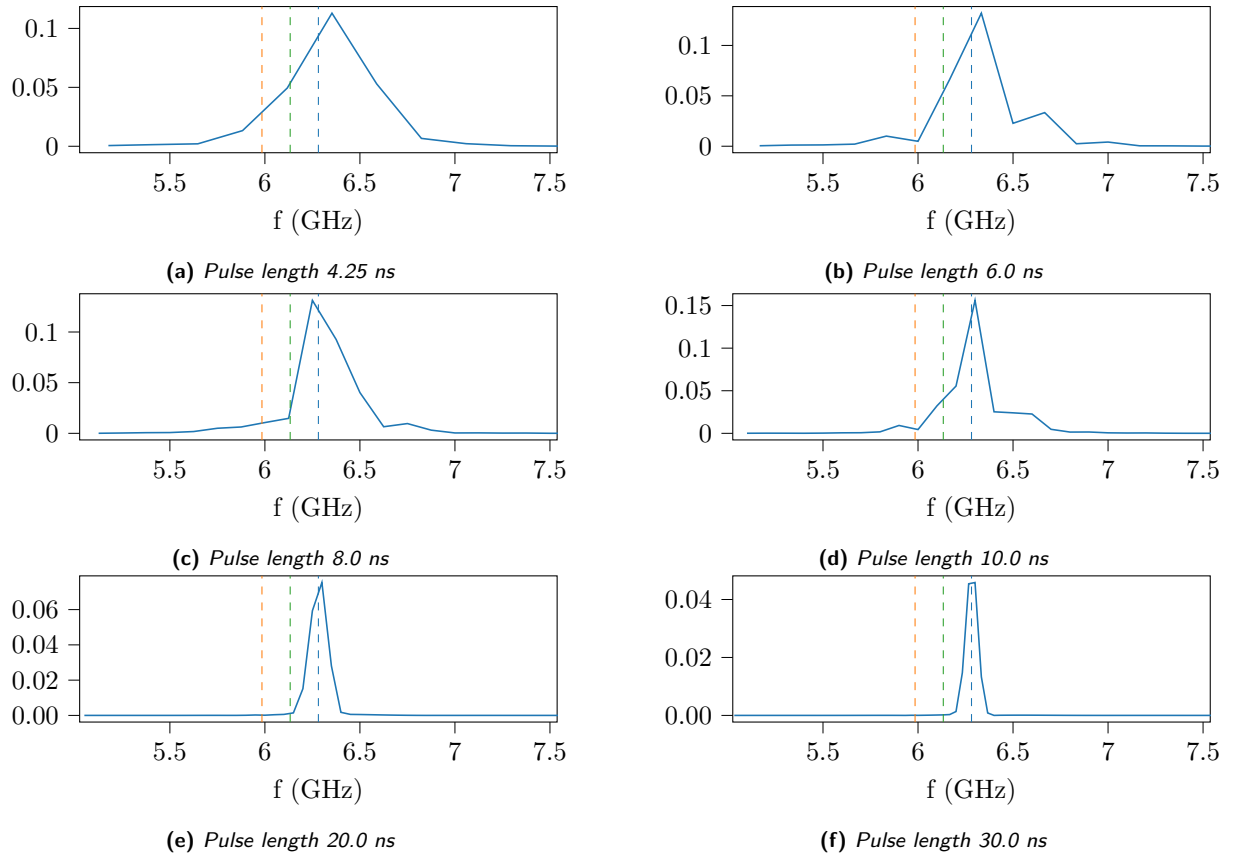 0.1
0.05
0
5.5 6 6.5 7 7.5
f (GHz)
(a) Pulse length 4.25 ns
0.1
0.05
0
5.5 6 6.5 7 7.5
f (GHz)
(b) Pulse length 6.0 ns
0.1
0.05
0
5.5 6 6.5 7 7.5
f (GHz)
(c) Pulse length 8.0 ns
0.15
0.1
0.05
0
5.5 6 6.5 7 7.5
f (GHz)
(d) Pulse length 10.0 ns
0.06
0.04
0.02
0.00
5.5 6 6.5 7 7.5
f (GHz)
(e) Pulse length 20.0 ns
0.04
0.02
0.00
5.5 6 6.5 7 7.5
f (GHz)
(f) Pulse length 30.0 ns